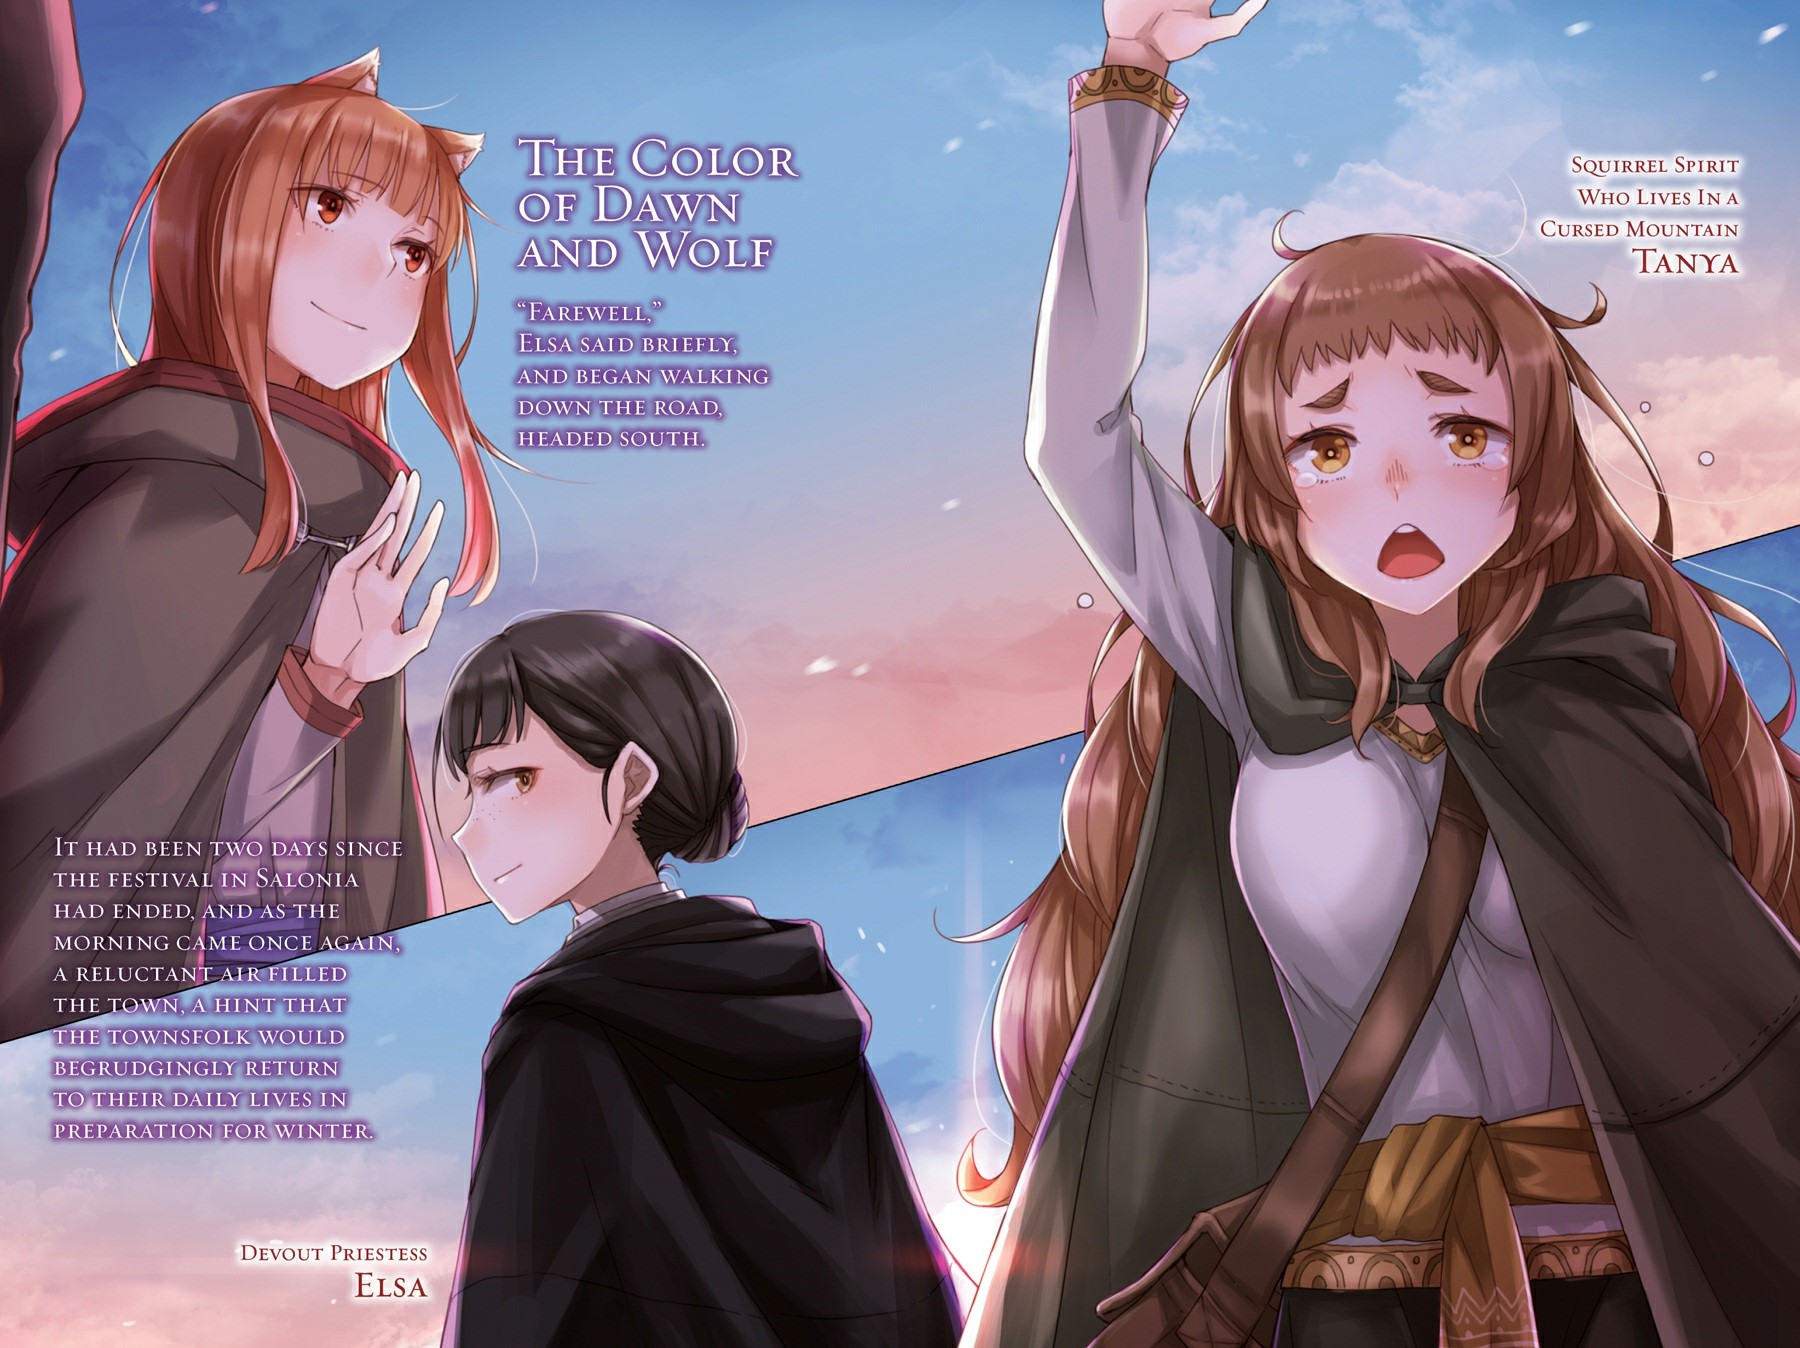 The Color
of Dawn
and Wolf
“Farewell,”
Elsa said briefly,
and began walking
down the road,
headed south.
Squirrel Spirit
Who Lives In a
Cursed Mountain
Tanya
It had been two days since
the festival in Salonia
had ended, and as the
morning came once again,
a reluctant air filled
the town, a hint that
the townsfolk would
begrudgingly return
to their daily lives in
preparation for winter.
Devout Priestess
Elsa